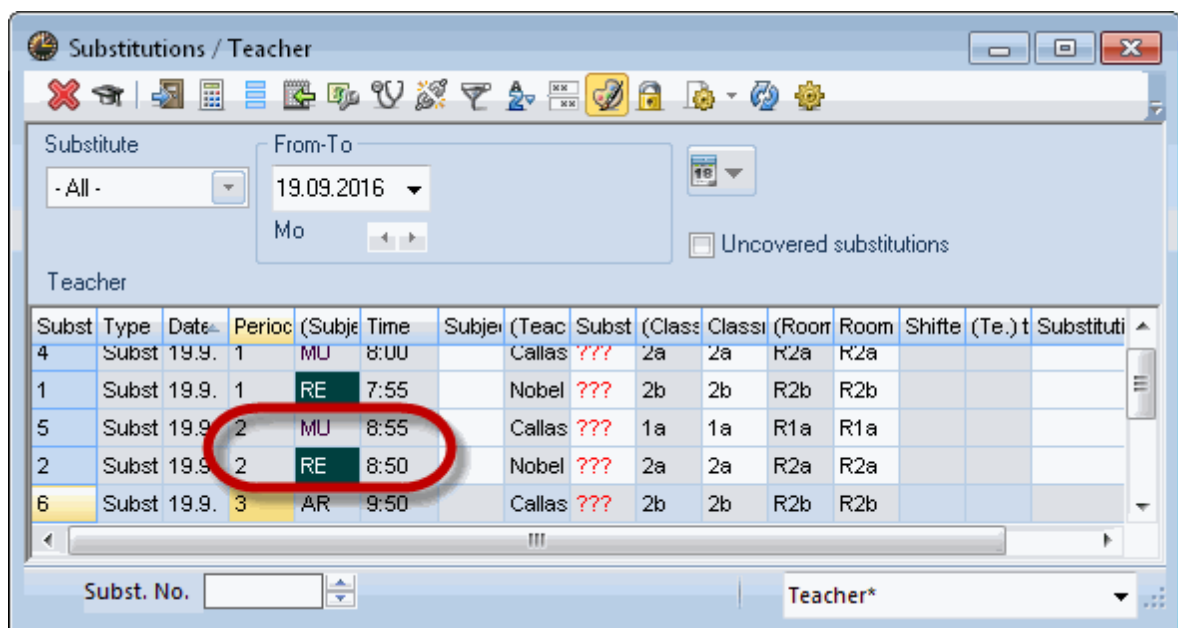 Substitutions / Teacher
Substitute
From-To
- All -
19.09.2016
18
Mo
Uncovered substitutions
Teacher
Subst Type Date Perioc (Subje Time Subje (Teac Subst (Clas Class (Roon Room Shifte (Te.) t Substituti
4 Subst 19.9. 1 MU 8:00 Callas ??? 2a 2a R2a R2a
1 Subst 19.9. 1 RE 7:55 Nobel ??? 2b 2b R2b R2b
5 Subst 19.9 2 MU 8:55 Callas ??? 1a 1a R1a R1a
2 Subst 19.9 2 RE 8:50 Nobel ??? 2a 2a R2a R2a
6 Subst 19.9. 3 AR 9:50 Callas ??? 2b 2b R2b R2b
Subst. No.
Teacher*